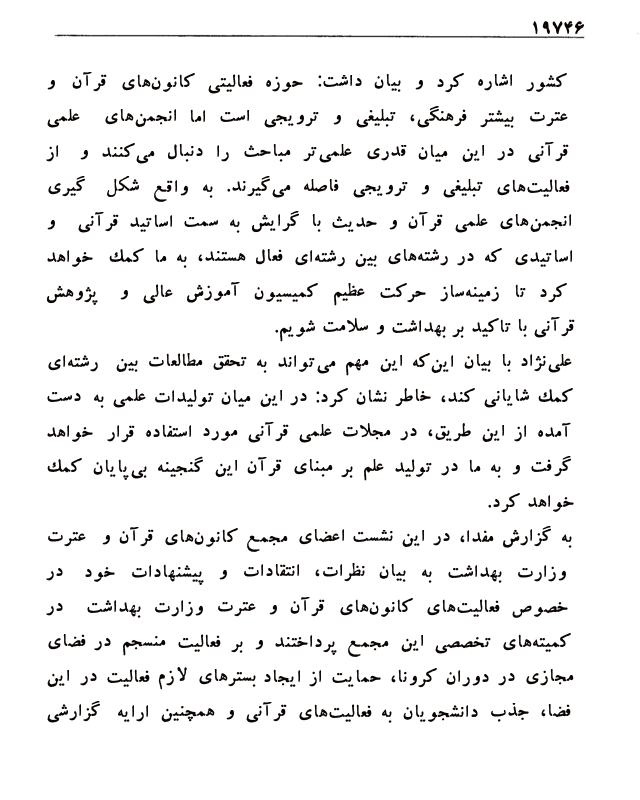 ۱۹۷۴۶
کشور اشاره کرد و بیان داشت: حوزه فعالیتی کانون‌های قرآن و
عترت بیشتر فرهنگی، تبلیغی و ترویجی است اما انجمن‌های علمی
قرآنی در این میان قدری علمی‌تر مباحث را دنبال می‌کنند و از
فعالیت‌های تبلیغی و ترویجی فاصله می‌گیرند. به واقع شکل گیری
انجمن‌های علمی قرآن و حدیث با گرایش به سمت اساتید قرآنی و
اساتیدی که در رشته‌های بین رشته‌ای فعال هستند، به ما کمك خواهد
کرد تا زمینه‌ساز حرکت عظیم کمیسیون آموزش عالی و پژوهش
قرآنی با تاکید بر بهداشت و سلامت شویم.
علی‌نژاد با بیان این‌که این مهم می‌تواند به تحقق مطالعات بین رشته‌ای
کمك شایانی کند، خاطر نشان کرد: در این میان تولیدات علمی به دست
آمده از این طریق، در مجلات علمی قرآنی مورد استفاده قرار خواهد
گرفت و به ما در تولید علم بر مبنای قرآن این گنجینه بی‌پایان کمك
خواهد کرد.
به گزارش مفدا، در این نشست اعضای مجمع کانون‌های قرآن و عترت
وزارت بهداشت به بیان نظرات، انتقادات و پیشنهادات خود در
خصوص فعالیت‌های کانون‌های قرآن و عترت وزارت بهداشت در
کمیته‌های تخصصی این مجمع پرداختند و بر فعالیت منسجم در فضای
مجازی در دوران کرونا، حمایت از ایجاد بسترهای لازم فعالیت در این
فضا، جذب دانشجویان به فعالیت‌های قرآنی و همچنین ارایه گزارشی